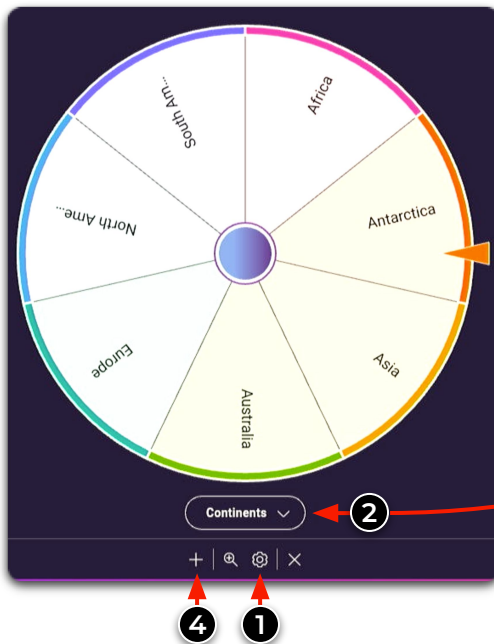 South Am...
Africa
North Ame...
Antarctica
Europe
Asia
Australia
Continents
2
4
1